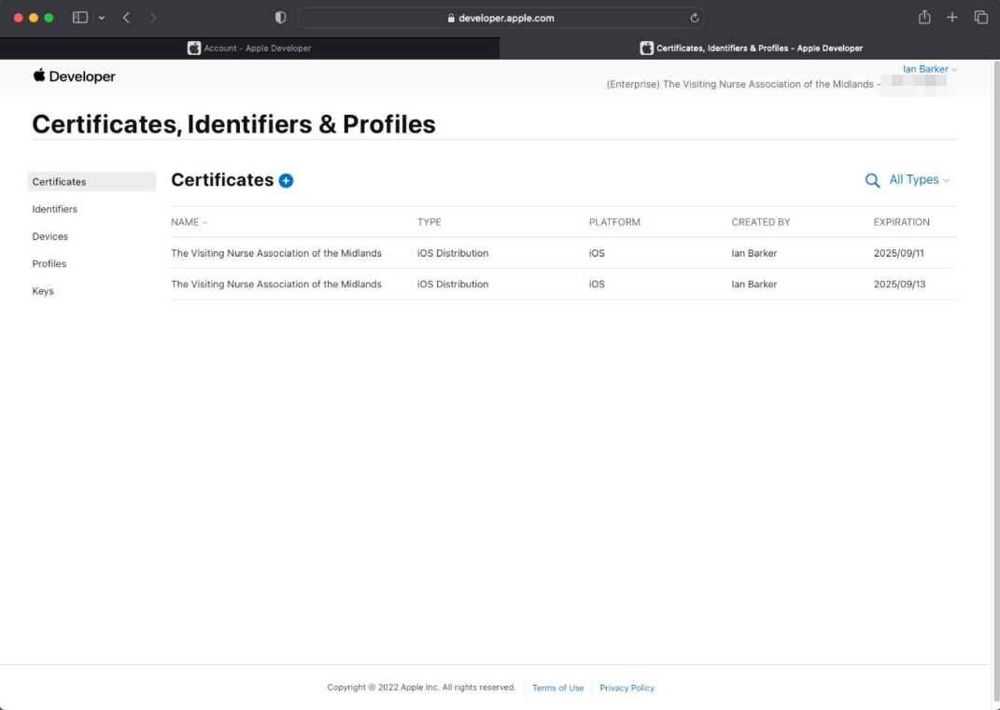 developer.apple.com
Account - Apple Developer
Certificates, Identifiers & Profiles - Apple Developer
Developer
Ian Barker
(Enterprise) The Visiting Nurse Association of the Midlands -
Certificates, Identifiers & Profiles
Certificates
Identifiers
Devices
Profiles
Keys
Certificates
All Types
NAME TYPE PLATFORM CREATED BY EXPIRATION
The Visiting Nurse Association of the Midlands iOS Distribution iOS Ian Barker 2025/09/11
The Visiting Nurse Association of the Midlands iOS Distribution iOS Ian Barker 2025/09/13
Copyright © 2022 Apple Inc. All rights reserved. Terms of Use Privacy Policy